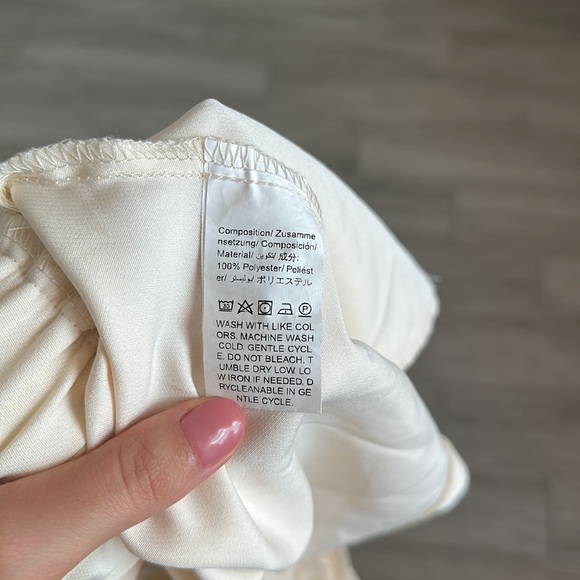 Composition/ Zusamme
nsetzung/ Composición/
Material/ تكوين/ 成分:
100% Polyester/ Poliést
er/ بوليستر/ ポリエステル
30 P
WASH WITH LIKE COL
ORS. MACHINE WASH
COLD. GENTLE CYCL
E. DO NOT BLEACH. T
UMBLE DRY LOW. LO
W IRON IF NEEDED. D
RYCLEANABLE IN GE
NTLE CYCLE.